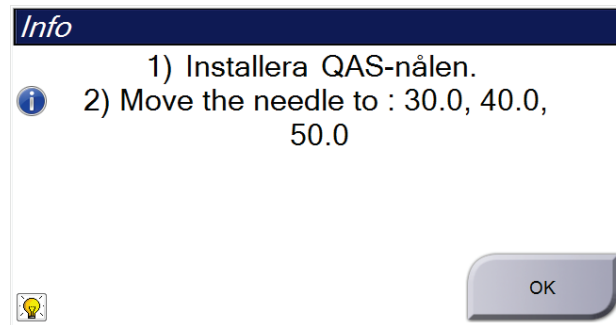 Info
1) Installera QAS-nålen.
2) Move the needle to : 30.0, 40.0,
50.0
OK